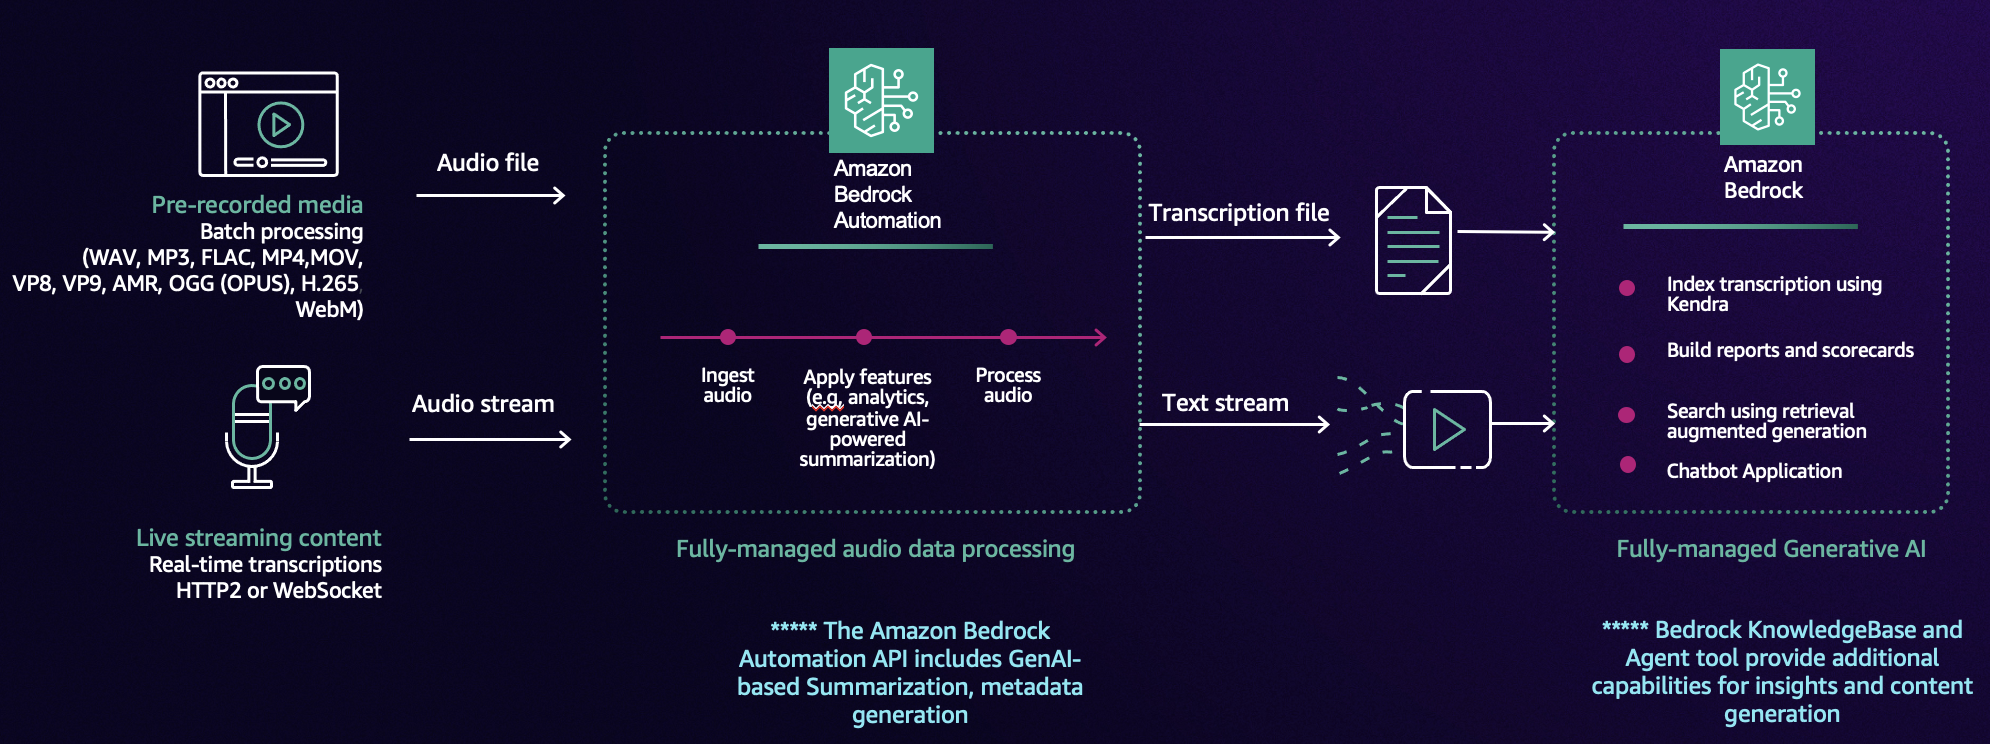 Pre-recorded media
Batch processing
(WAV, MP3, FLAC, MP4,MOV,
VP8, VP9, AMR, OGG (OPUS), H.265,
WebM)
Live streaming content
Real-time transcriptions
HTTP2 or WebSocket
Audio file
Audio stream
Amazon
Bedrock
Automation
Ingest
audio
Apply features
(e.g, analytics,
generative AI-
powered
summarization)
Process
audio
Fully-managed audio data processing
***** The Amazon Bedrock
Automation API includes GenAI-
based Summarization, metadata
generation
Transcription file
Text stream
Amazon
Bedrock
Index transcription using
Kendra
Build reports and scorecards
Search using retrieval
augmented generation
Chatbot Application
Fully-managed Generative AI
***** Bedrock KnowledgeBase and
Agent tool provide additional
capabilities for insights and content
generation